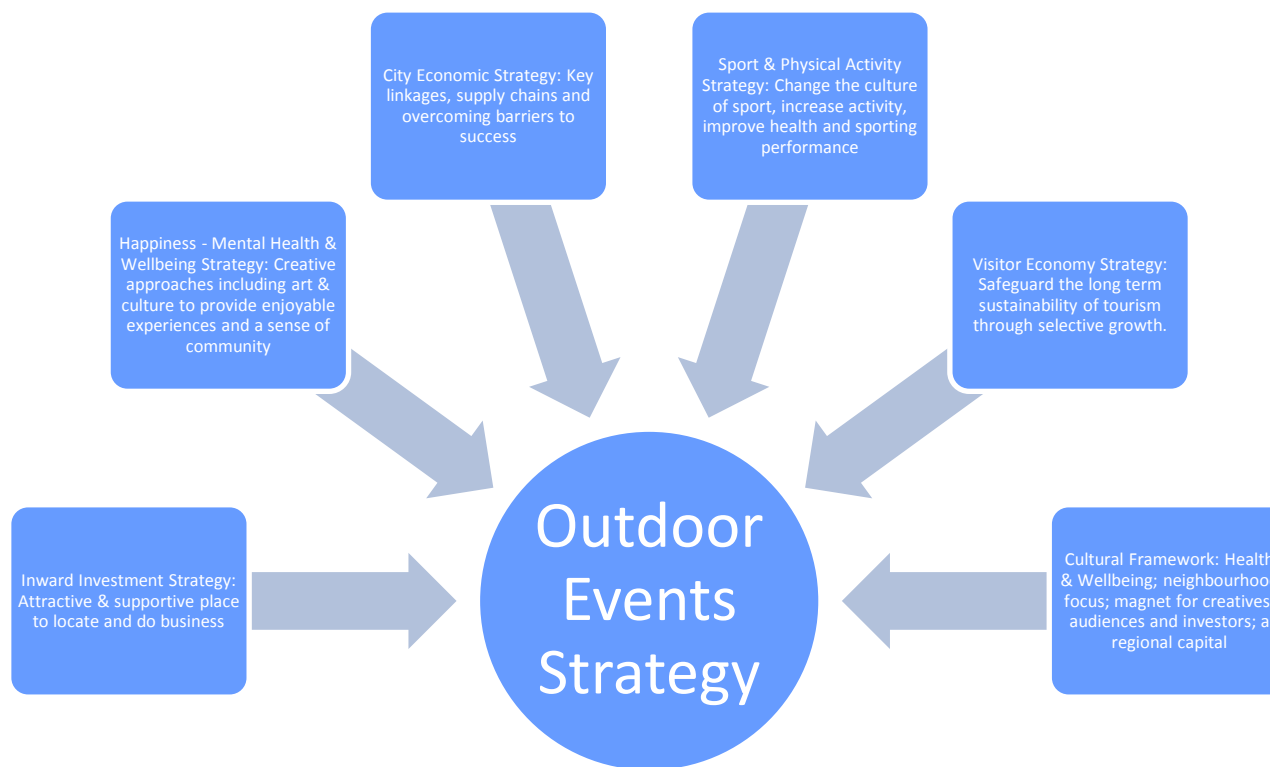 City Economic Strategy: Key
linkages, supply chains and
overcoming barriers to
success
Sport & Physical Activity
Strategy: Change the culture
of sport, increase activity,
improve health and sporting
performance
Happiness - Mental Health &
Wellbeing Strategy: Creative
approaches including art &
culture to provide enjoyable
experiences and a sense of
community
Visitor Economy Strategy:
Safeguard the long term
sustainability of tourism
through selective growth.
Inward Investment Strategy:
Attractive & supportive place
to locate and do business
Cultural Framework: Health
& Wellbeing; neighbourhood
focus; magnet for creatives
audiences and investors; a
regional capital
Outdoor
Events
Strategy